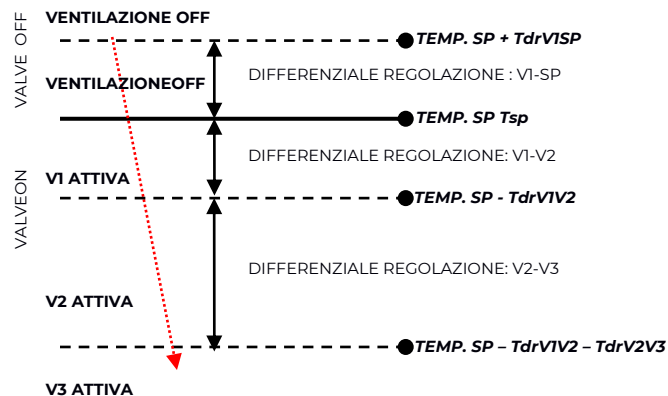 VENTILAZIONE OFF
VALVE OFF
TEMP. SP + TdrV1SP
DIFFERENZIALE REGOLAZIONE : V1-SP
VENTILAZIONEOFF
TEMP. SP Tsp
DIFFERENZIALE REGOLAZIONE: V1-V2
V1 ATTIVA
VALVEON
TEMP. SP - TdrV1V2
DIFFERENZIALE REGOLAZIONE: V2-V3
V2 ATTIVA
TEMP. SP – TdrV1V2 – TdrV2V3
V3 ATTIVA